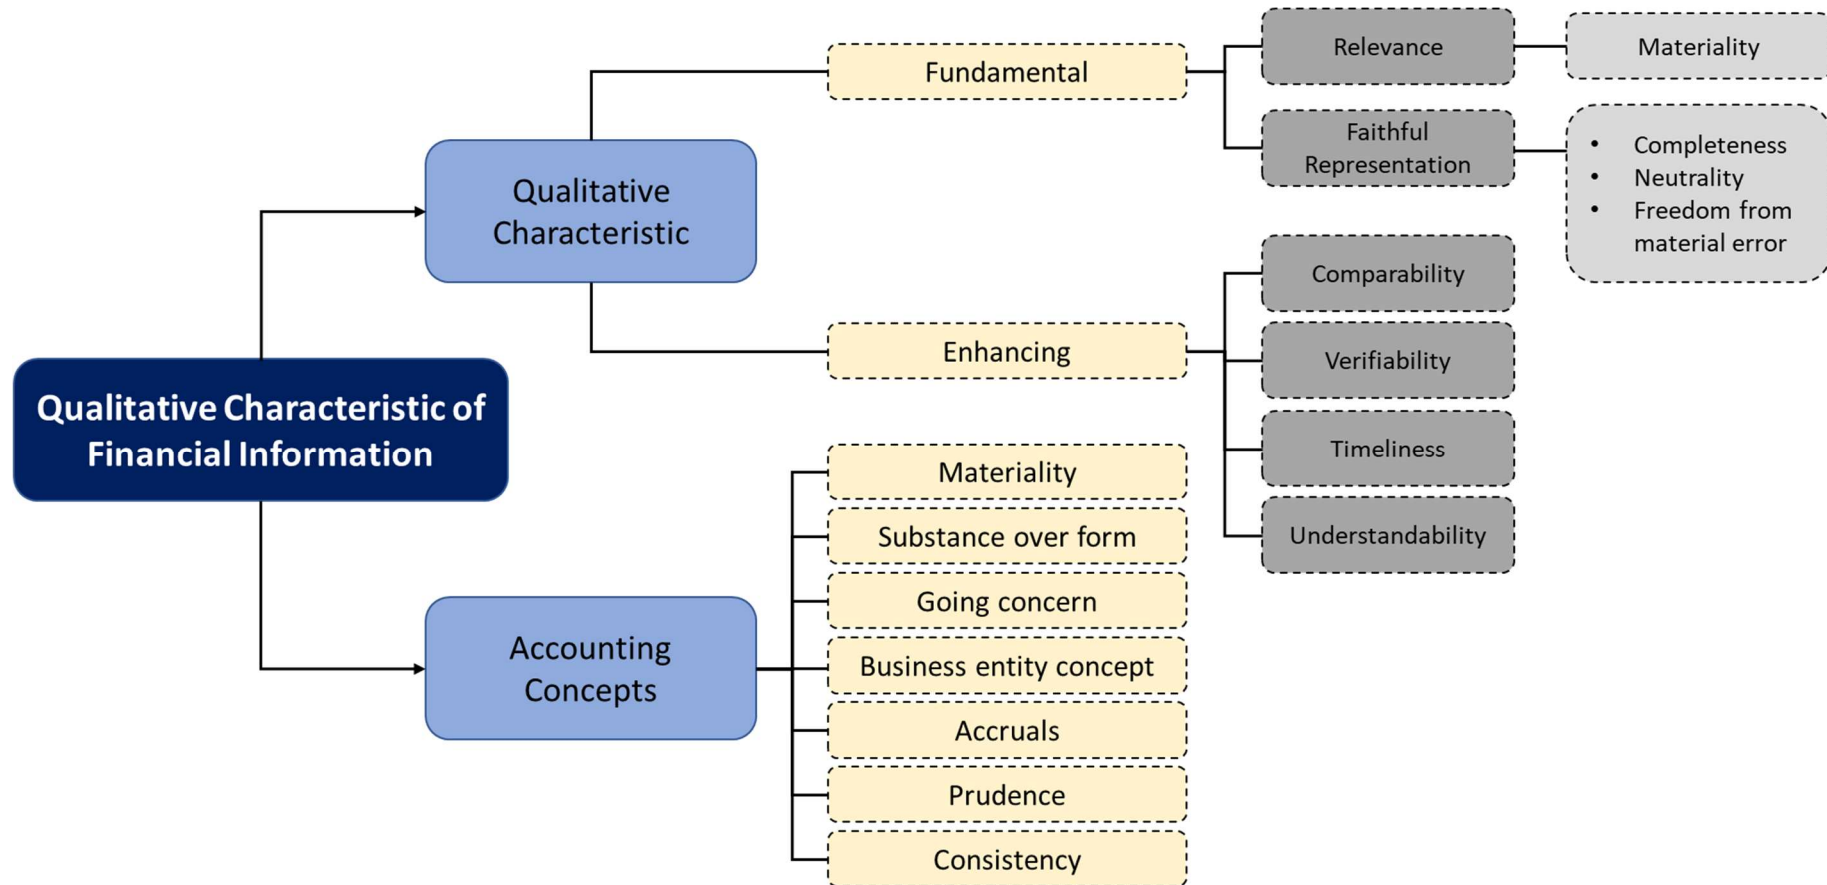 Qualitative Characteristic of
Financial Information
Qualitative
Characteristic
Fundamental
Relevance
Materiality
Faithful
Representation
• Completeness
• Neutrality
• Freedom from
material error
Enhancing
Comparability
Verifiability
Timeliness
Understandability
Accounting
Concepts
Materiality
Substance over form
Going concern
Business entity concept
Accruals
Prudence
Consistency